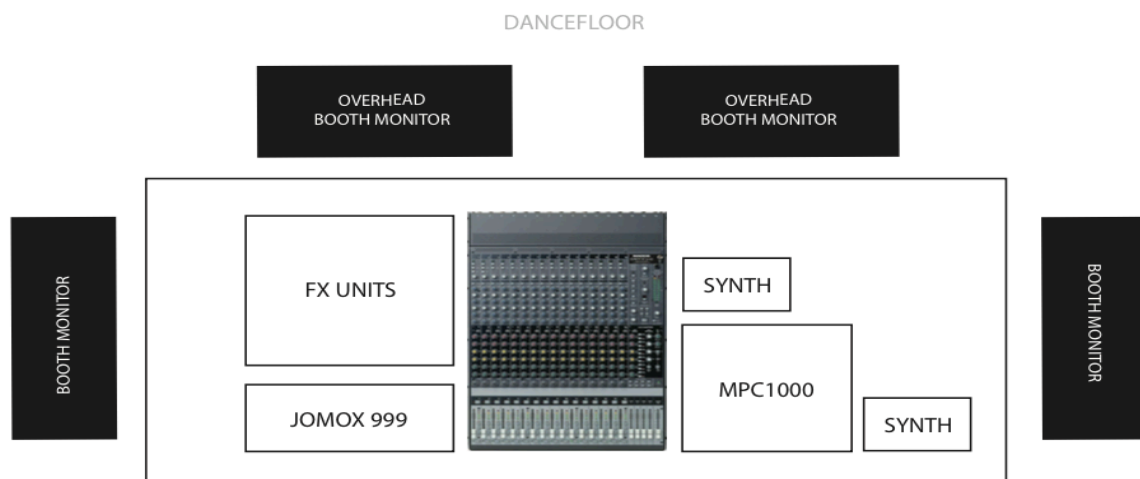 DANCEFLOOR
OVERHEAD
BOOTH MONITOR
OVERHEAD
BOOTH MONITOR
BOOTH MONITOR
FX UNITS
SYNTH
BOOTH MONITOR
MPC1000
JOMOX 999
SYNTH